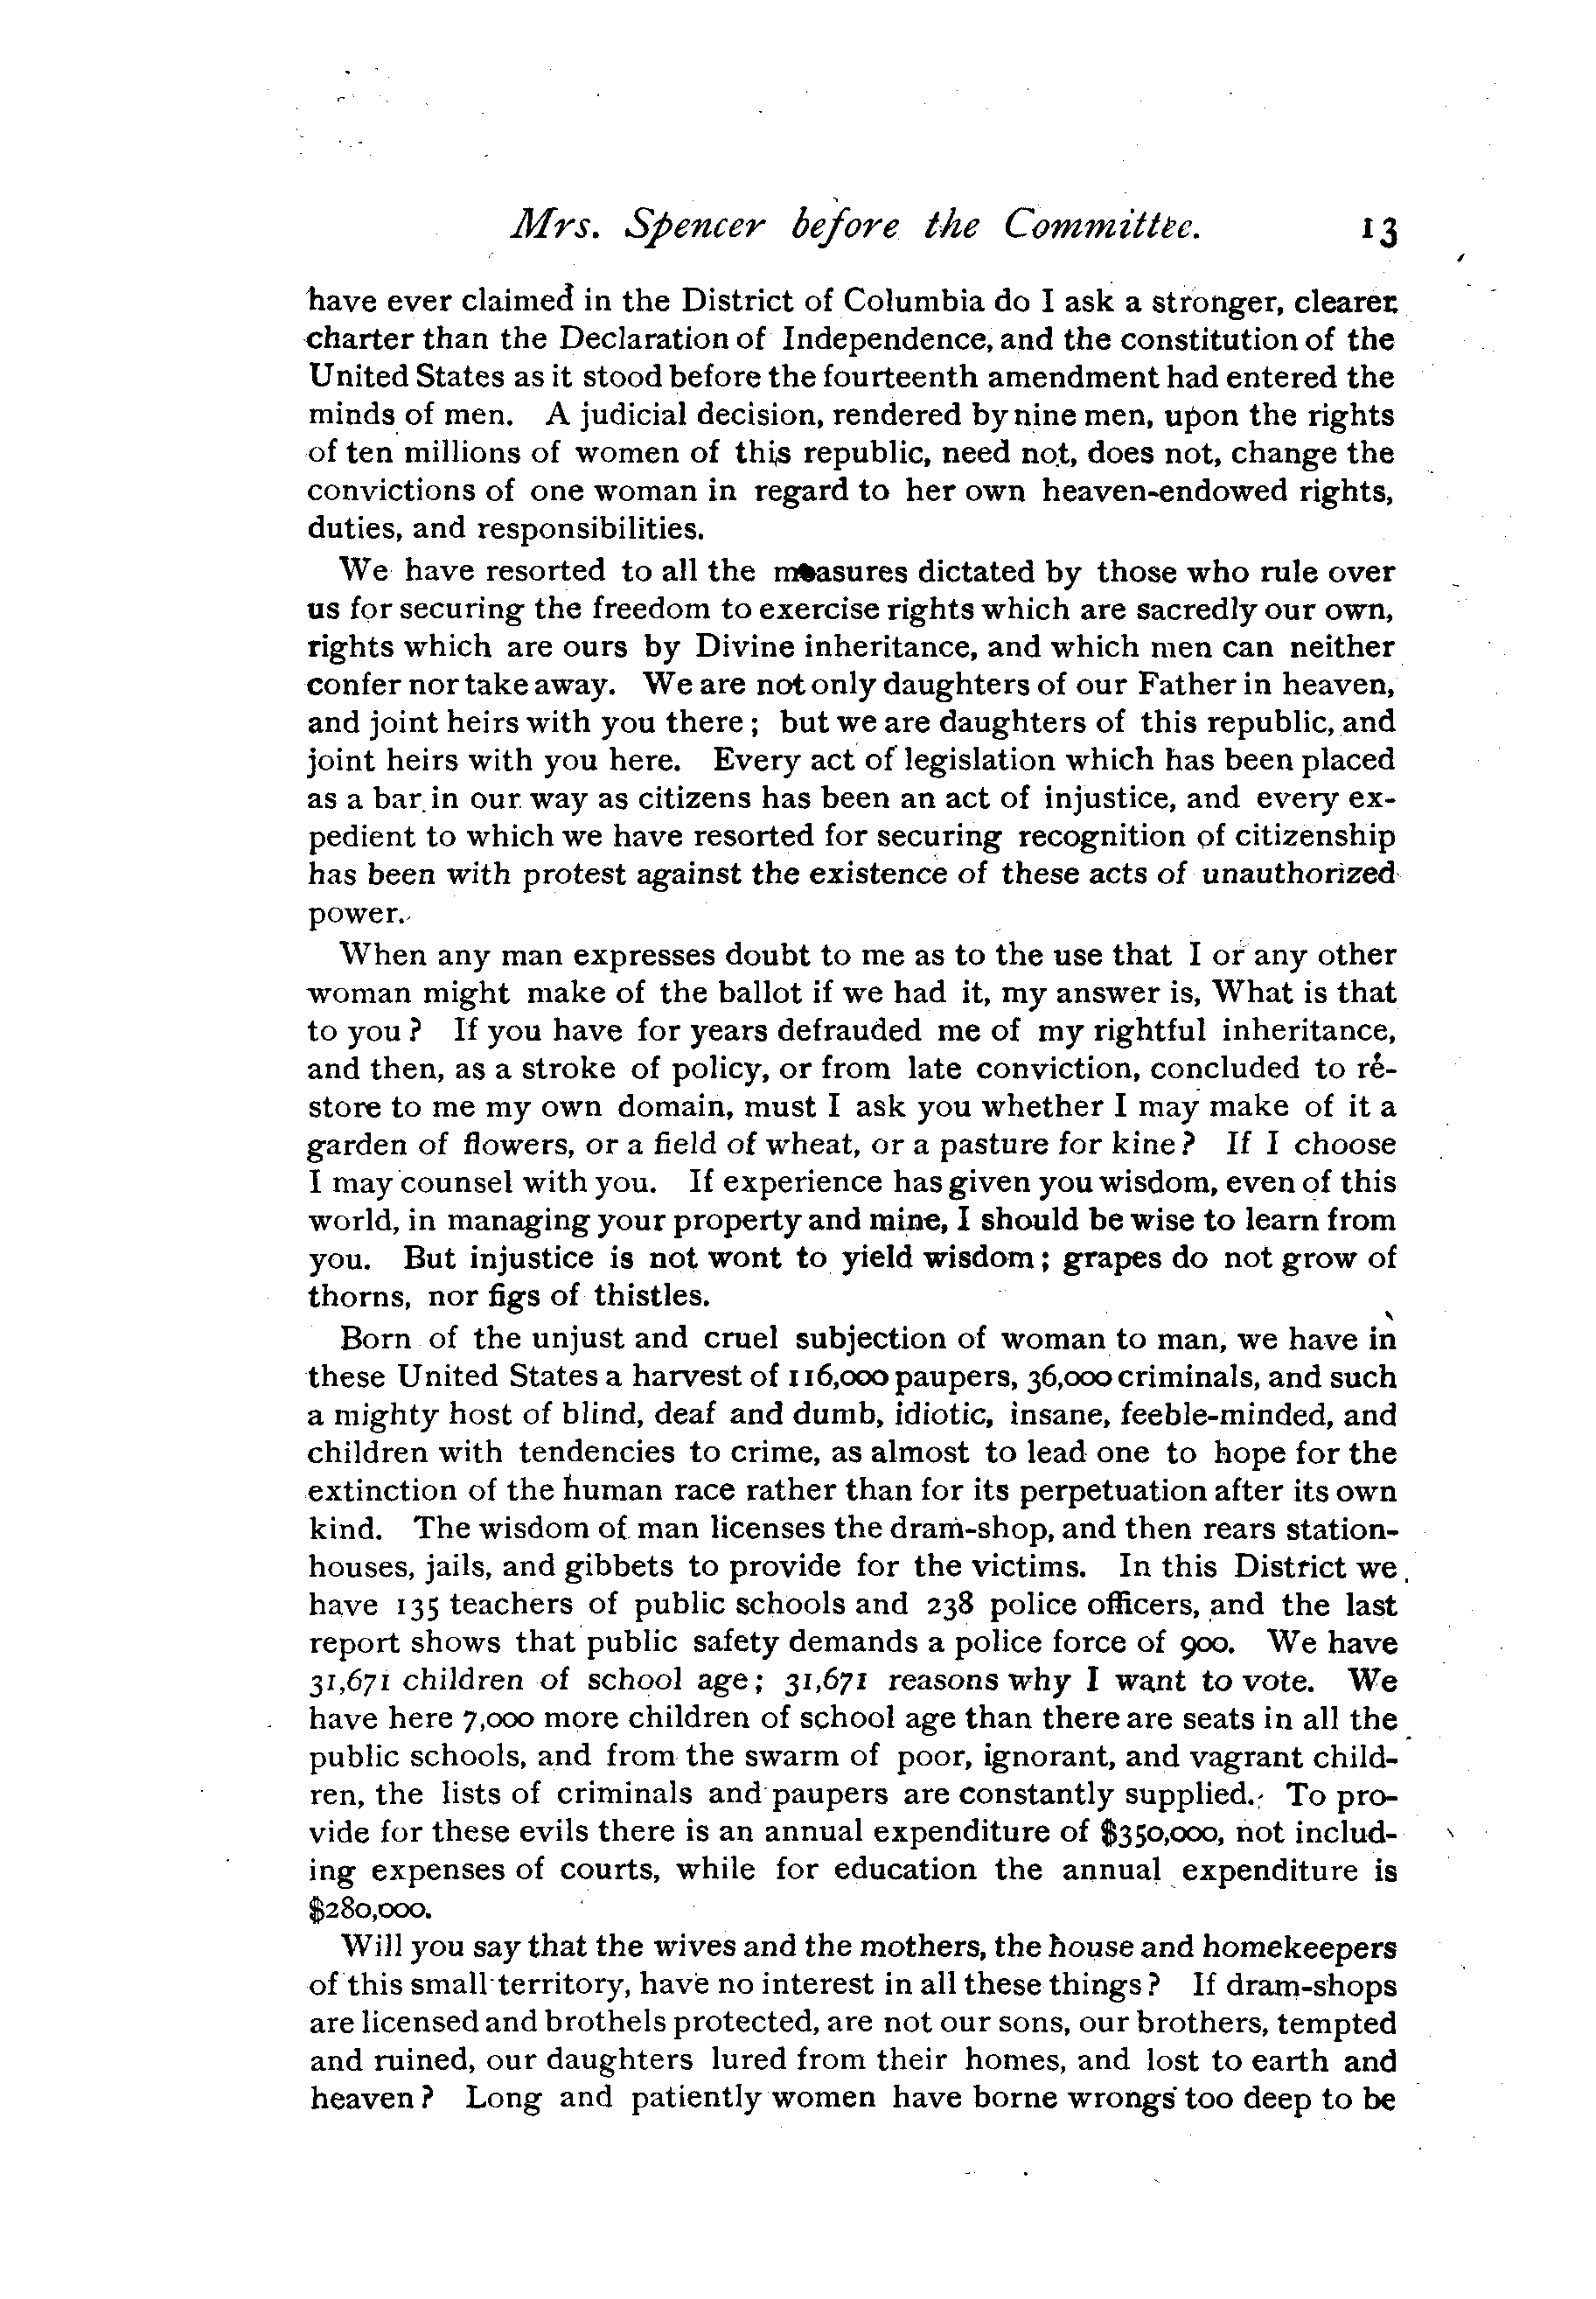 Mrs. Spencer before the Committee. 13
have ever claimed in the District of Columbia do I ask a stronger, clearer
charter than the Declaration of Independence, and the constitution of the
United States as it stood before the fourteenth amendment had entered the
minds of men. A judicial decision, rendered by nine men, upon the rights
of ten millions of women of this republic, need not, does not, change the
convictions of one woman in regard to her own heaven-endowed rights,
duties, and responsibilities.
We have resorted to all the measures dictated by those who rule over
us for securing the freedom to exercise rights which are sacredly our own,
rights which are ours by Divine inheritance, and which men can neither
confer nor take away. We are not only daughters of our Father in heaven,
and joint heirs with you there; but we are daughters of this republic, and
joint heirs with you here. Every act of legislation which has been placed
as a bar in our way as citizens has been an act of injustice, and every ex-
pedient to which we have resorted for securing recognition of citizenship
has been with protest against the existence of these acts of unauthorized
power.
When any man expresses doubt to me as to the use that I or any other
woman might make of the ballot if we had it, my answer is, What is that
to you? If you have for years defrauded me of my rightful inheritance,
and then, as a stroke of policy, or from late conviction, concluded to re-
store to me my own domain, must I ask you whether I may make of it a
garden of flowers, or a field of wheat, or a pasture for kine? If I choose
I may counsel with you. If experience has given you wisdom, even of this
world, in managing your property and mine, I should be wise to learn from
you. But injustice is not wont to yield wisdom; grapes do not grow of
thorns, nor figs of thistles.
Born of the unjust and cruel subjection of woman to man, we have in
these United States a harvest of 116,000 paupers, 36,000 criminals, and such
a mighty host of blind, deaf and dumb, idiotic, insane, feeble-minded, and
children with tendencies to crime, as almost to lead one to hope for the
extinction of the human race rather than for its perpetuation after its own
kind. The wisdom of man licenses the dram-shop, and then rears station-
houses, jails, and gibbets to provide for the victims. In this District we
have 135 teachers of public schools and 238 police officers, and the last
report shows that public safety demands a police force of 900. We have
31,671 children of school age; 31,671 reasons why I want to vote. We
have here 7,000 more children of school age than there are seats in all the
public schools, and from the swarm of poor, ignorant, and vagrant child-
ren, the lists of criminals and paupers are constantly supplied. To pro-
vide for these evils there is an annual expenditure of $350,000, not includ-
ing expenses of courts, while for education the annual expenditure is
$280,000.
Will you say that the wives and the mothers, the house and homekeepers
of this small territory, have no interest in all these things? If dram-shops
are licensed and brothels protected, are not our sons, our brothers, tempted
and ruined, our daughters lured from their homes, and lost to earth and
heaven? Long and patiently women have borne wrongs too deep to be